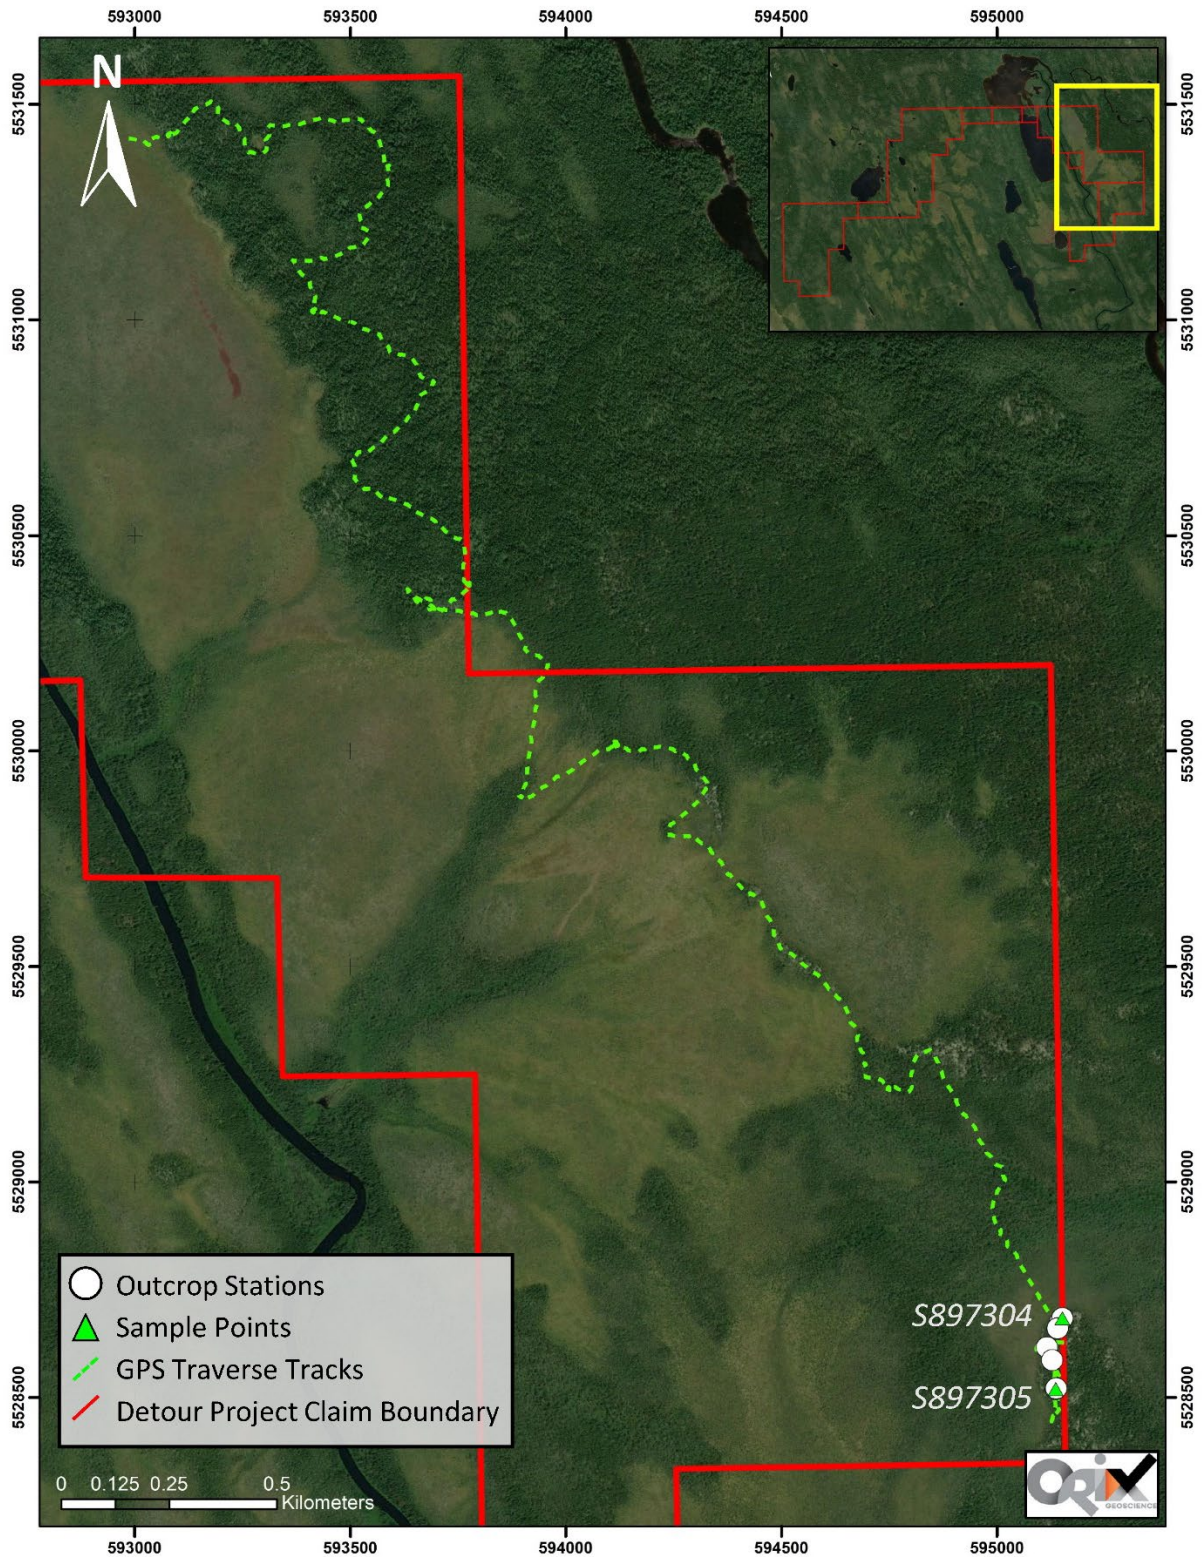 593000 593500 594000 594500 595000
N
5531500
5531500
5531000
5531000
5530500
5530500
5530000
5530000
5529500
5529500
5529000
5529000
S897304
S897305
5528500
5528500
Outcrop Stations
Sample Points
GPS Traverse Tracks
Detour Project Claim Boundary
0 0.125 0.25 0.5
Kilometers
ORIX
GEOSCIENCE
593000 593500 594000 594500 595000